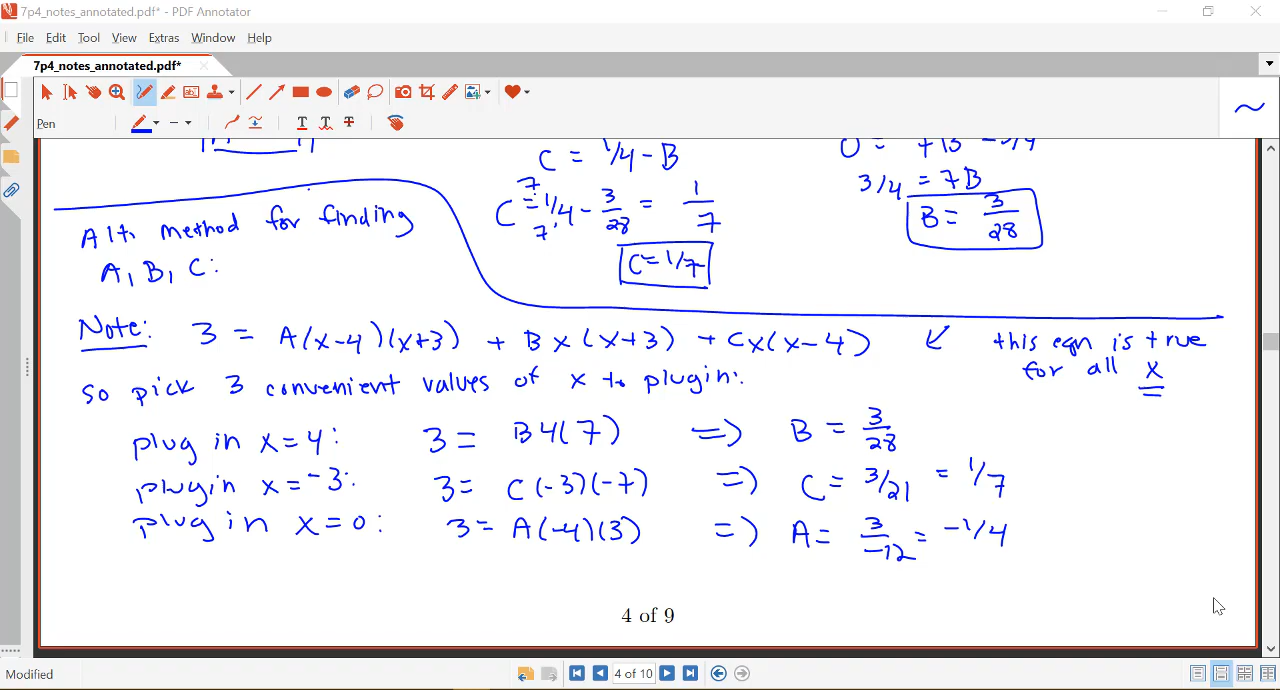 7p4_notes_annotated.pdf* - PDF Annotator
File Edit Tool View Extras Window Help
7p4_notes_annotated.pdf*
Pen
C = 1/4 - B
3/4 = 7B
C = 1/4 - 3/28 = 1/7
7 7
B = 3/28
C = 1/7
Alt. method for finding
A, B, C:
Note: 3 = A(x-4)(x+3) + Bx(x+3) + Cx(x-4)
this eqn is true
for all x
so pick 3 convenient values of x to plugin:
plug in x=4: 3 = B4(7) => B = 3/28
plugin x=-3: 3 = C(-3)(-7) => C = 3/21 = 1/7
plug in x=0: 3 = A(-4)(3) => A = 3/-12 = -1/4
4 of 9
Modified
4 of 10